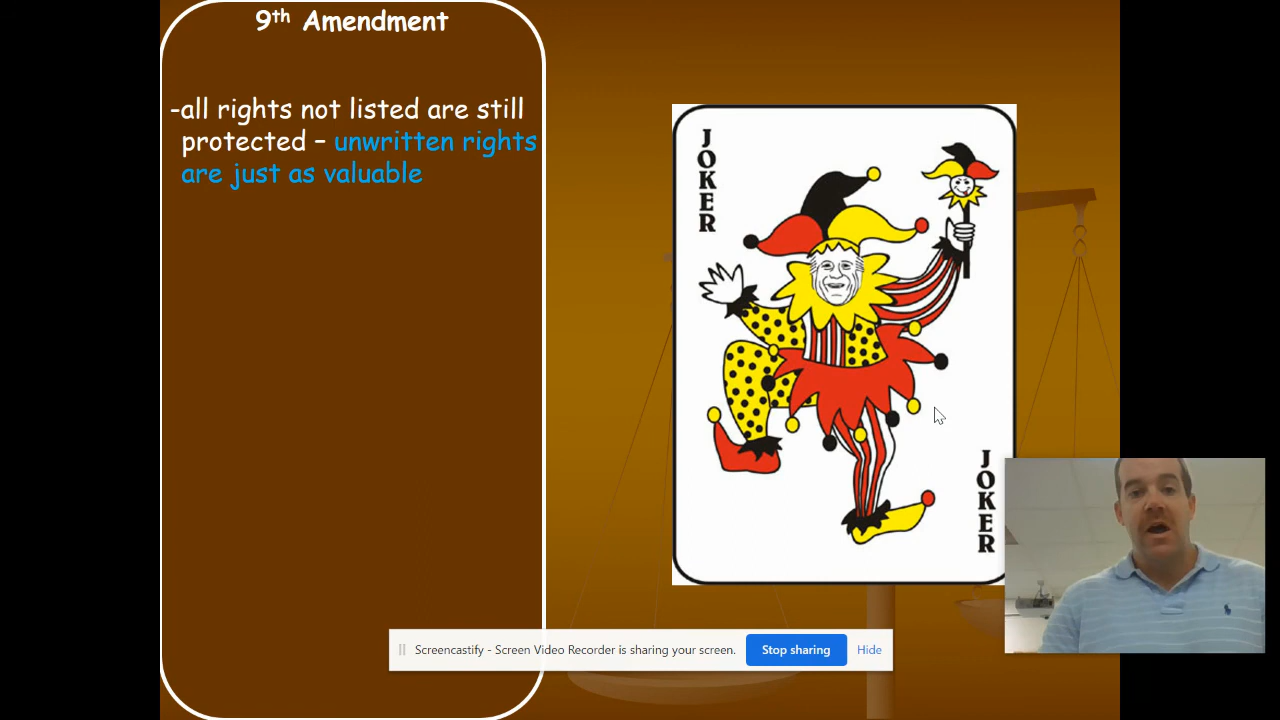 9th Amendment
-all rights not listed are still
protected – unwritten rights
are just as valuable
JOKER
JOKER
Screencastify - Screen Video Recorder is sharing your screen.
Stop sharing
Hide